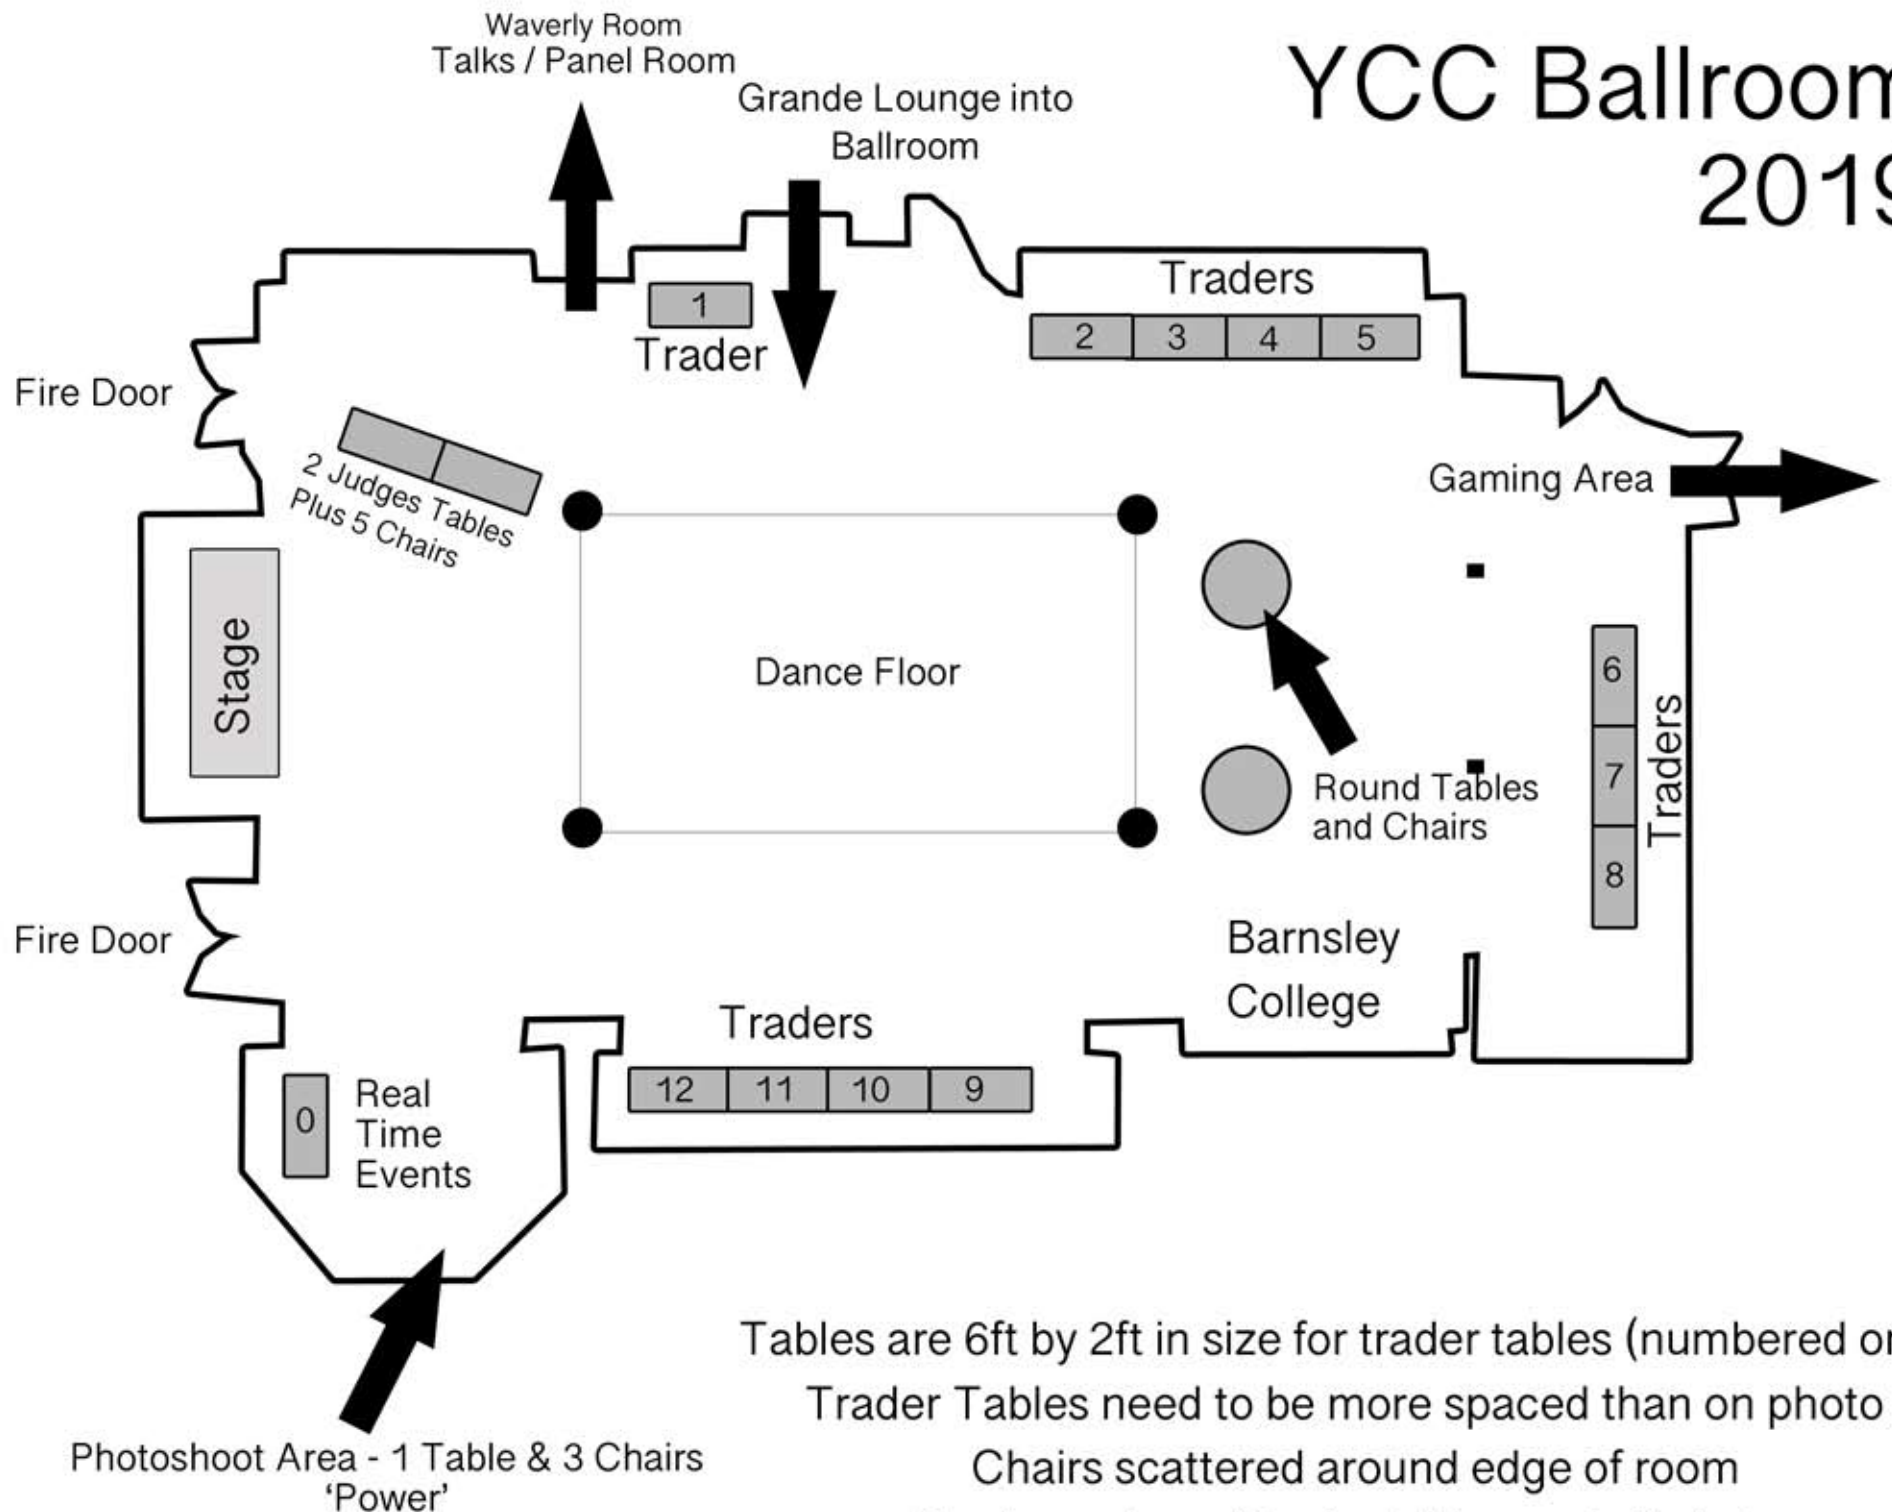 Waverly Room
Talks / Panel Room
Grande Lounge into
Ballroom
YCC Ballroom
2019
Traders
1
Trader
2 3 4 5
Fire Door
2 Judges Tables
Plus 5 Chairs
Gaming Area
Stage
Dance Floor
6
7
8
Traders
Round Tables
and Chairs
Fire Door
Barnsley
College
Traders
12 11 10 9
0
Real
Time
Events
Tables are 6ft by 2ft in size for trader tables (numbered
Trader Tables need to be more spaced than on photo
Chairs scattered around edge of room
Photoshoot Area - 1 Table & 3 Chairs
‘Power’